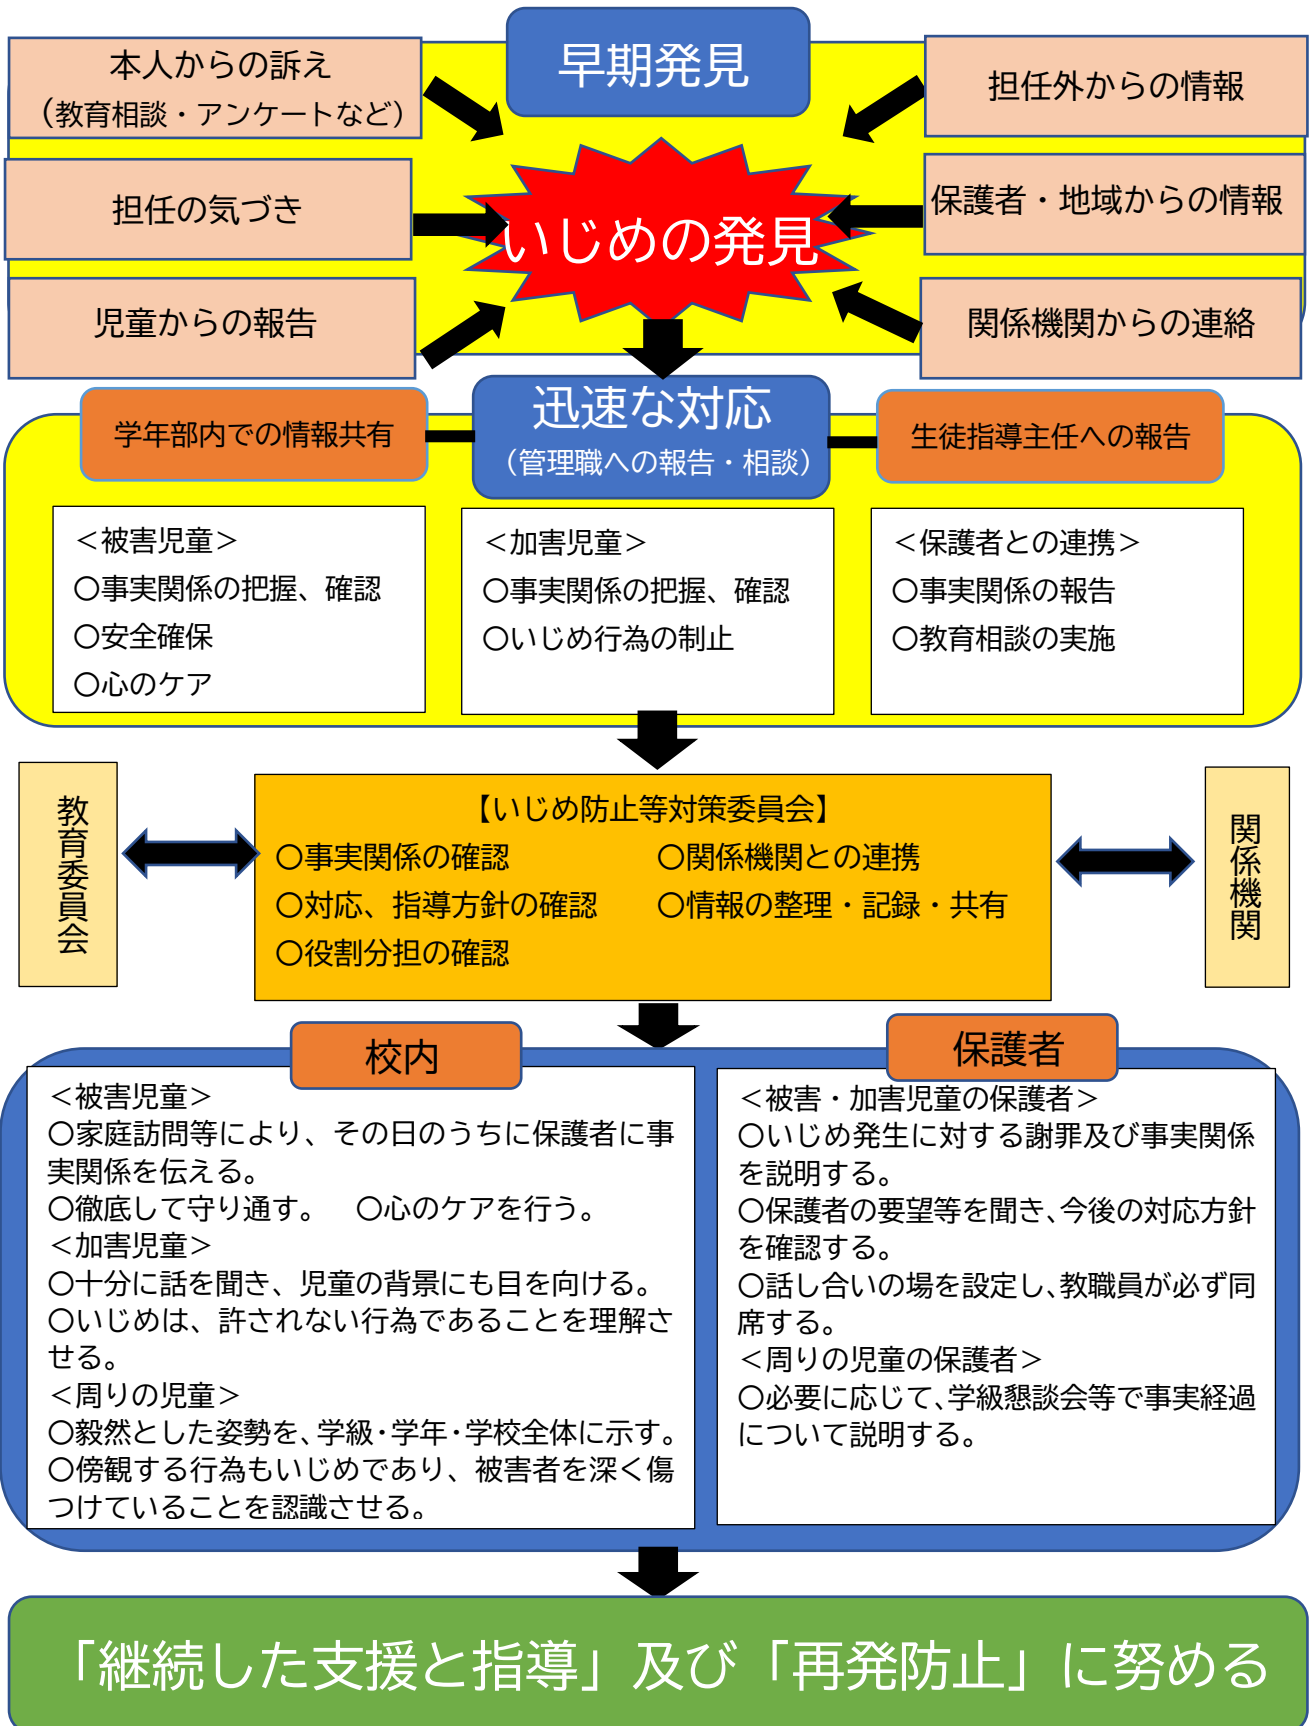 早期発見
本人からの訴え
（教育相談・アンケートなど）
担任の気づき
児童からの報告
いじめの発見
担任外からの情報
保護者・地域からの情報
関係機関からの連絡
学年部内での情報共有
迅速な対応
（管理職への報告・相談）
生徒指導主任への報告
＜被害児童＞
〇事実関係の把握、確認
〇安全確保
〇心のケア
＜加害児童＞
〇事実関係の把握、確認
〇いじめ行為の制止
＜保護者との連携＞
〇事実関係の報告
〇教育相談の実施
教育委員会
【いじめ防止等対策委員会】
〇事実関係の確認　　　　　〇関係機関との連携
〇対応、指導方針の確認　　〇情報の整理・記録・共有
〇役割分担の確認
関係機関
校内
＜被害児童＞
〇家庭訪問等により、その日のうちに保護者に事
実関係を伝える。
〇徹底して守り通す。　〇心のケアを行う。
＜加害児童＞
〇十分に話を聞き、児童の背景にも目を向ける。
〇いじめは、許されない行為であることを理解さ
せる。
＜周りの児童＞
〇毅然とした姿勢を、学級・学年・学校全体に示す。
〇傍観する行為もいじめであり、被害者を深く傷
つけていることを認識させる。
保護者
＜被害・加害児童の保護者＞
〇いじめ発生に対する謝罪及び事実関係
を説明する。
〇保護者の要望等を聞き、今後の対応方針
を確認する。
〇話し合いの場を設定し、教職員が必ず同
席する。
＜周りの児童の保護者＞
〇必要に応じて、学級懇談会等で事実経過
について説明する。
「継続した支援と指導」及び「再発防止」に努める